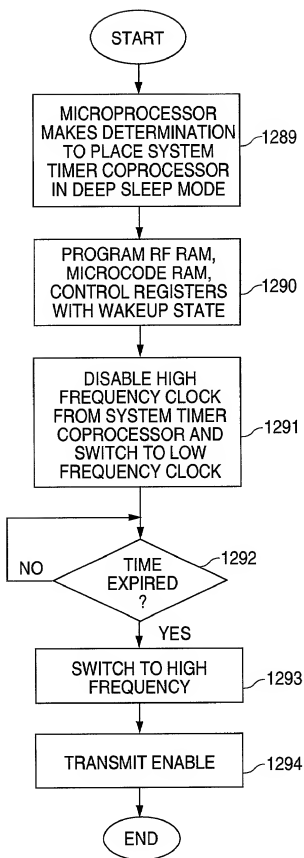 START
MICROPROCESSOR
MAKES DETERMINATION
TO PLACE SYSTEM
TIMER COPROCESSOR
IN DEEP SLEEP MODE
1289
PROGRAM RF RAM,
MICROCODE RAM,
CONTROL REGISTERS
WITH WAKEUP STATE
1290
DISABLE HIGH
FREQUENCY CLOCK
FROM SYSTEM TIMER
COPROCESSOR AND
SWITCH TO LOW
FREQUENCY CLOCK
1291
TIME
EXPIRED
?
1292
NO
YES
SWITCH TO HIGH
FREQUENCY
1293
TRANSMIT ENABLE
1294
END